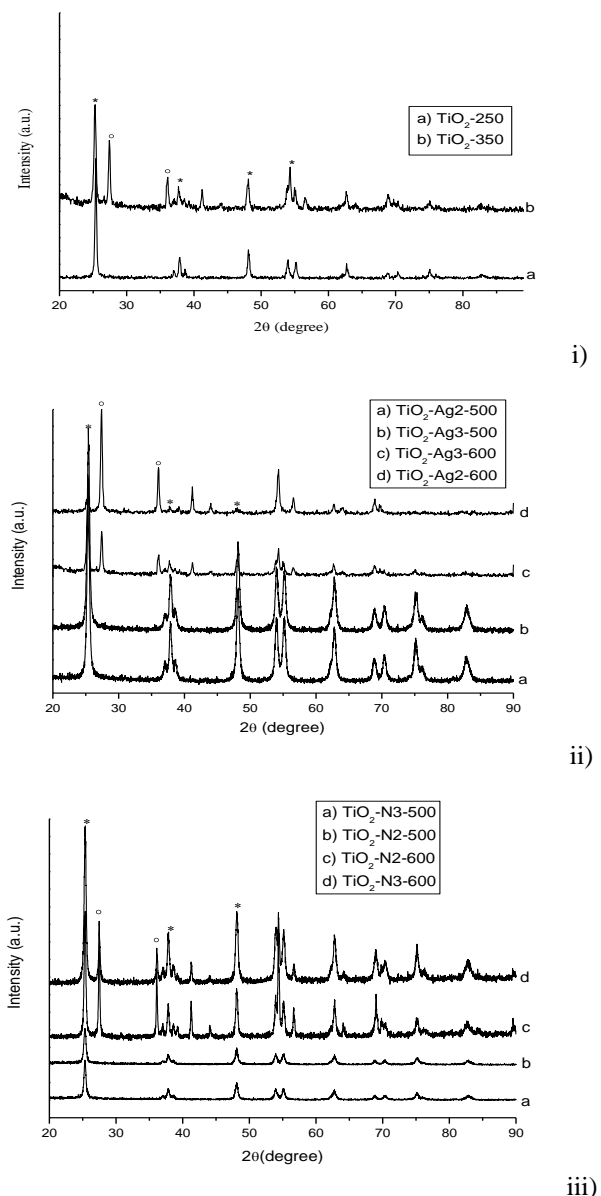 a) TiO₂-250
b) TiO₂-350
Intensity (a.u.)
*
o
o
*
*
*
b
a
20 30 40 50 60 70 80
2θ (degree)
i)
a) TiO₂-Ag2-500
b) TiO₂-Ag3-500
c) TiO₂-Ag3-600
d) TiO₂-Ag2-600
Intensity (a.u.)
o
*
o
*
*
d
c
b
a
20 30 40 50 60 70 80 90
2θ (degree)
ii)
a) TiO₂-N3-500
b) TiO₂-N2-500
c) TiO₂-N2-600
d) TiO₂-N3-600
Intensity (a.u.)
*
o
o
*
*
d
c
b
a
20 30 40 50 60 70 80 90
2θ(degree)
iii)